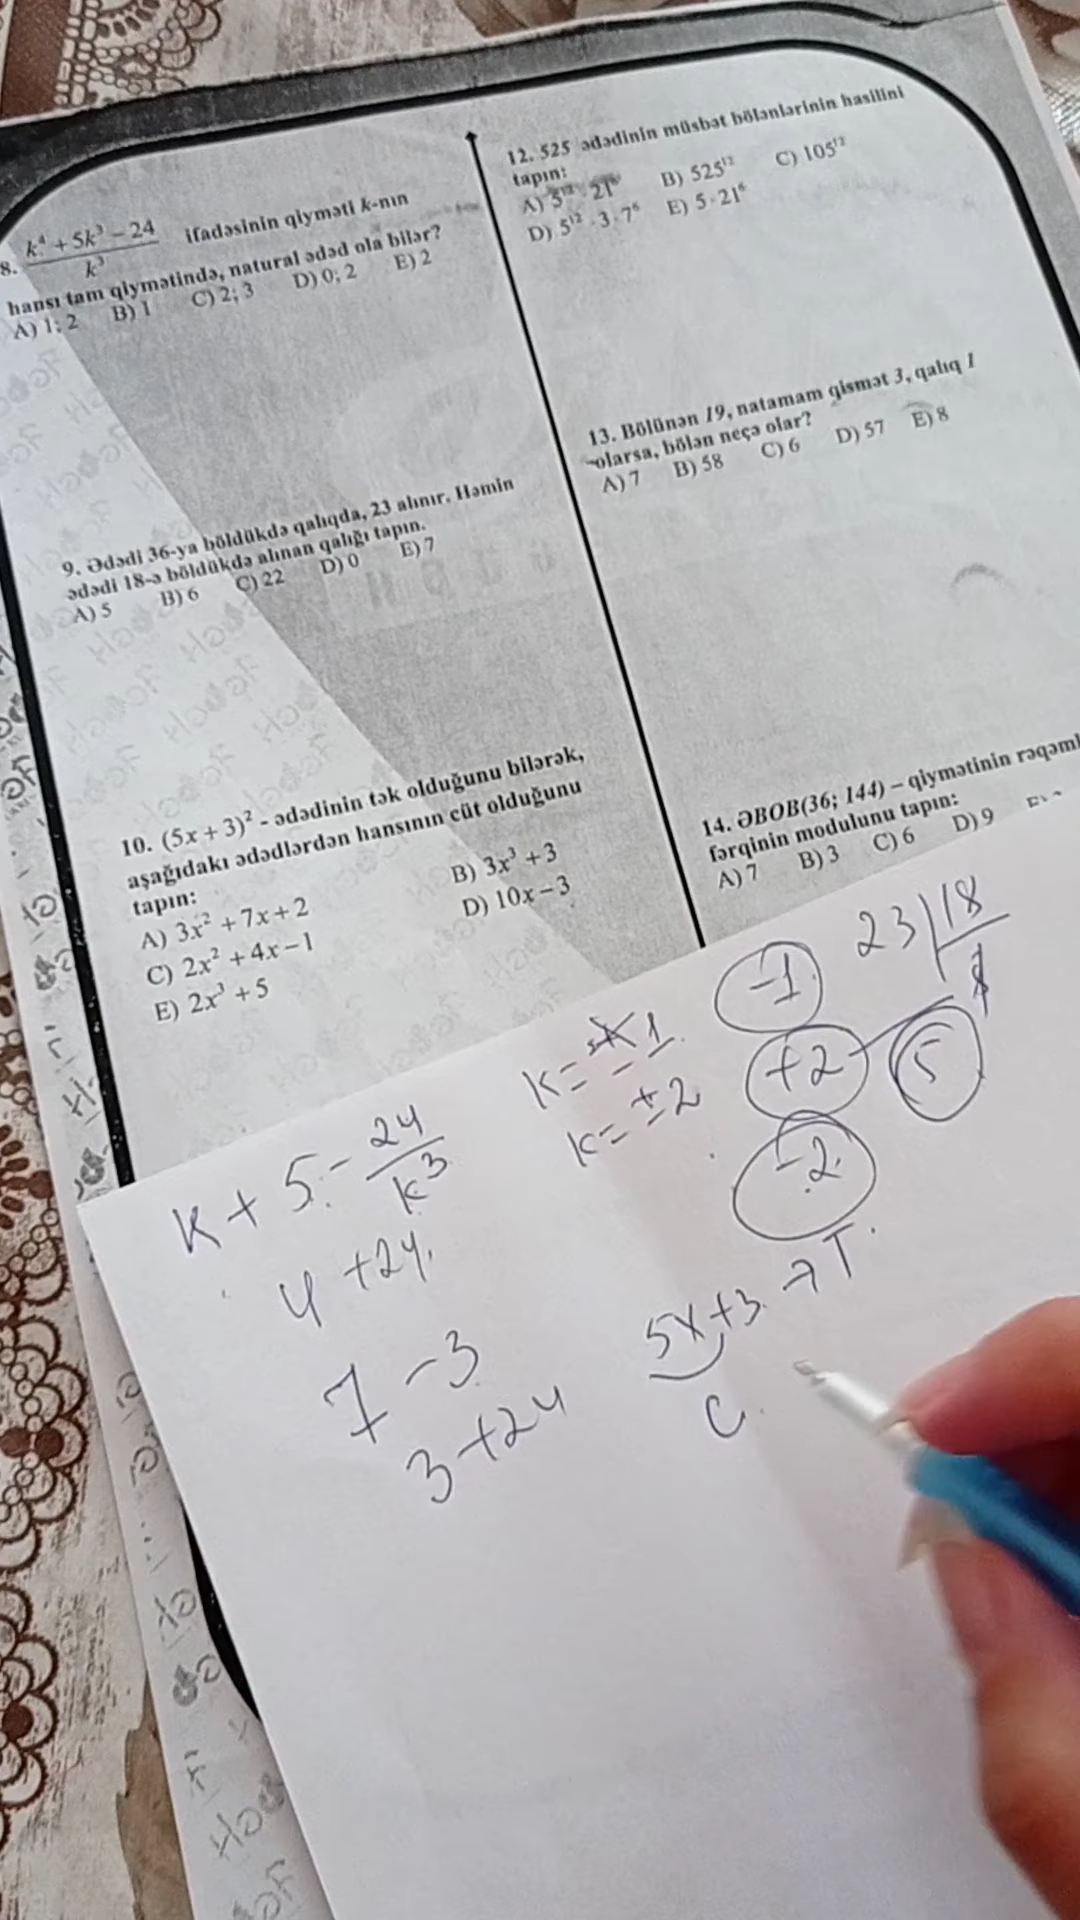 8. k⁴ + 5k³ − 24 / k³ ifadəsinin qiyməti k-nın
hansı tam qiymətində, natural ədəd ola bilər?
A) 1; 2 B) 1 C) 2; 3 D) 0; 2 E) 2
9. Ədədi 36-ya böldükdə qalıqda, 23 alınır. Həmin
ədədi 18-ə böldükdə alınan qalığı tapın.
A) 5 B) 6 C) 22 D) 0 E) 7
10. (5x + 3)² - ədədinin tək olduğunu bilərək,
aşağıdakı ədədlərdən hansının cüt olduğunu
tapın:
A) 3x² + 7x + 2 B) 3x³ + 3
C) 2x² + 4x − 1 D) 10x − 3
E) 2x³ + 5
12. 525 ədədinin müsbət bölənlərinin hasilini
tapın:
A) 5¹² · 21⁶ B) 525¹² C) 105¹²
D) 5¹² · 3 · 7⁶ E) 5 · 21⁶
13. Bölünən 19, natamam qismət 3, qalıq 1
olarsa, bölən neçə olar?
A) 7 B) 58 C) 6 D) 57 E) 8
14. ƏBOB(36; 144) – qiymətinin
fərqinin modulunu tapın:
A) 7 B) 3 C) 6 D) 9
23 18
1
5
k = ± 1 −1
k = ± 2 +2
−2
k + 5 − 24/k³
4 + 24
7 − 3
3 + 24
5x + 3 → T.
C.